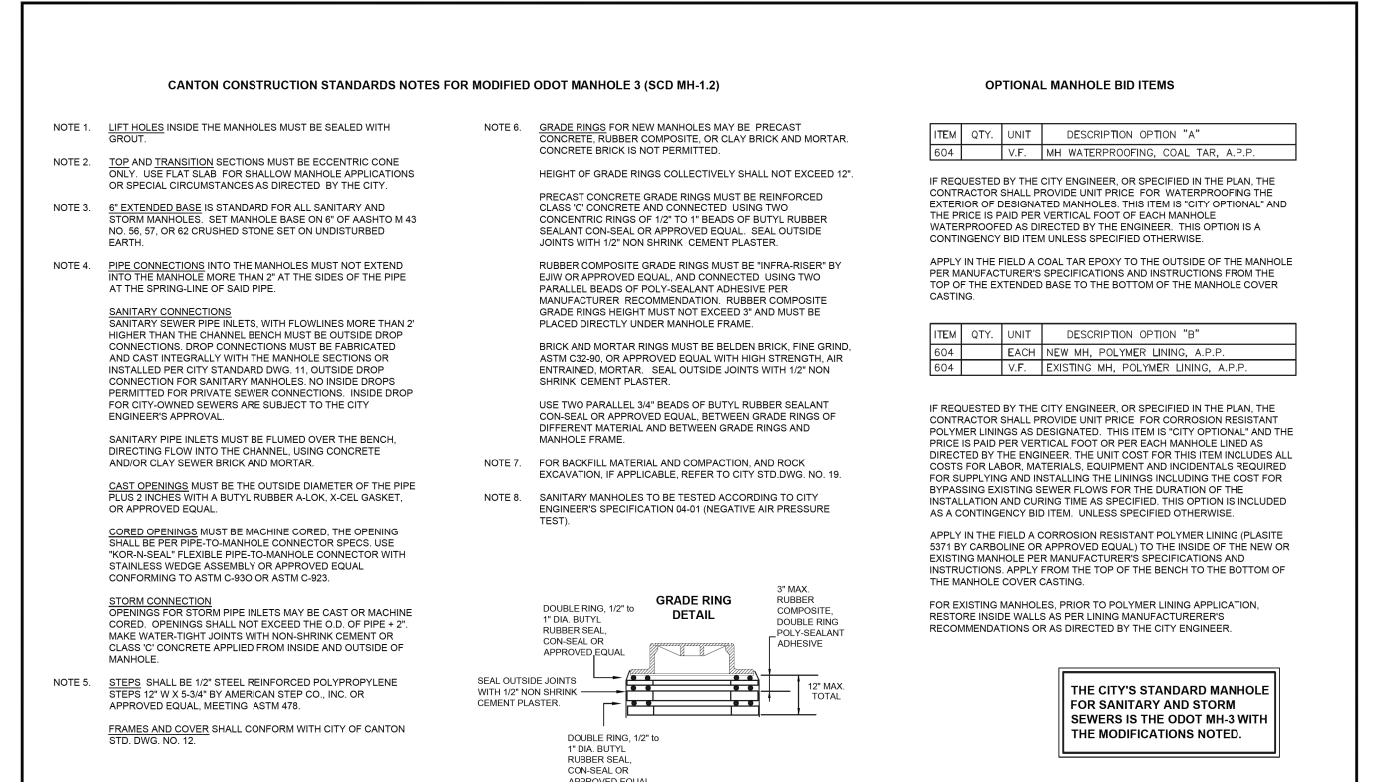 CANTON CONSTRUCTION STANDARDS NOTES FOR MODIFIED ODOT MANHOLE 3 (SCD MH-1.2)
NOTE 1. LIFT HOLES INSIDE THE MANHOLES MUST BE SEALED WITH
GROUT.
NOTE 2. TOP AND TRANSITION SECTIONS MUST BE ECCENTRIC CONE
ONLY. USE FLAT SLAB FOR SHALLOW MANHOLE APPLICATIONS
OR SPECIAL CIRCUMSTANCES AS DIRECTED BY THE CITY.
NOTE 3. 6" EXTENDED BASE IS STANDARD FOR ALL SANITARY AND
STORM MANHOLES. SET MANHOLE BASE ON 6" OF AASHTO M 43
NO. 56, 57, OR 62 CRUSHED STONE SET ON UNDISTURBED
EARTH.
NOTE 4. PIPE CONNECTIONS INTO THE MANHOLES MUST NOT EXTEND
INTO THE MANHOLE MORE THAN 2" AT THE SIDES OF THE PIPE
AT THE SPRING-LINE OF SAID PIPE.
SANITARY CONNECTIONS
SANITARY SEWER PIPE INLETS, WITH FLOWLINES MORE THAN 2'
HIGHER THAN THE CHANNEL BENCH MUST BE OUTSIDE DROP
CONNECTIONS. DROP CONNECTIONS MUST BE FABRICATED
AND CAST INTEGRALLY WITH THE MANHOLE SECTIONS OR
INSTALLED PER CITY STANDARD DWG. 11, OUTSIDE DROP
CONNECTION FOR SANITARY MANHOLES. NO INSIDE DROPS
PERMITTED FOR PRIVATE SEWER CONNECTIONS. INSIDE DROP
FOR CITY-OWNED SEWERS ARE SUBJECT TO THE CITY
ENGINEER'S APPROVAL.
SANITARY PIPE INLETS MUST BE FLUMED OVER THE BENCH,
DIRECTING FLOW INTO THE CHANNEL, USING CONCRETE
AND/OR CLAY SEWER BRICK AND MORTAR.
CAST OPENINGS MUST BE THE OUTSIDE DIAMETER OF THE PIPE
PLUS 2 INCHES WITH A BUTYL RUBBER A-LOK, X-CEL GASKET,
OR APPROVED EQUAL.
CORED OPENINGS MUST BE MACHINE CORED, THE OPENING
SHALL BE PER PIPE-TO-MANHOLE CONNECTOR SPECS. USE
"KOR-N-SEAL" FLEXIBLE PIPE-TO-MANHOLE CONNECTOR WITH
STAINLESS WEDGE ASSEMBLY OR APPROVED EQUAL
CONFORMING TO ASTM C-930 OR ASTM C-923.
STORM CONNECTION
OPENINGS FOR STORM PIPE INLETS MAY BE CAST OR MACHINE
CORED. OPENINGS SHALL NOT EXCEED THE O.D. OF PIPE + 2".
MAKE WATER-TIGHT JOINTS WITH NON-SHRINK CEMENT OR
CLASS 'C' CONCRETE APPLIED FROM INSIDE AND OUTSIDE OF
MANHOLE.
NOTE 5. STEPS SHALL BE 1/2" STEEL REINFORCED POLYPROPYLENE
STEPS 12" W X 5-3/4" BY AMERICAN STEP CO., INC. OR
APPROVED EQUAL, MEETING ASTM 478.
FRAMES AND COVER SHALL CONFORM WITH CITY OF CANTON
STD. DWG. NO. 12.
NOTE 6. GRADE RINGS FOR NEW MANHOLES MAY BE PRECAST
CONCRETE, RUBBER COMPOSITE, OR CLAY BRICK AND MORTAR.
CONCRETE BRICK IS NOT PERMITTED.
HEIGHT OF GRADE RINGS COLLECTIVELY SHALL NOT EXCEED 12".
PRECAST CONCRETE GRADE RINGS MUST BE REINFORCED
CLASS 'C' CONCRETE AND CONNECTED USING TWO
CONCENTRIC RINGS OF 1/2" TO 1" BEADS OF BUTYL RUBBER
SEALANT CON-SEAL OR APPROVED EQUAL. SEAL OUTSIDE
JOINTS WITH 1/2" NON SHRINK CEMENT PLASTER.
RUBBER COMPOSITE GRADE RINGS MUST BE "INFRA-RISER" BY
EJIW OR APPROVED EQUAL, AND CONNECTED USING TWO
PARALLEL BEADS OF POLY-SEALANT ADHESIVE PER
MANUFACTURER RECOMMENDATION. RUBBER COMPOSITE
GRADE RINGS HEIGHT MUST NOT EXCEED 3" AND MUST BE
PLACED DIRECTLY UNDER MANHOLE FRAME.
BRICK AND MORTAR RINGS MUST BE BELDEN BRICK, FINE GRIND,
ASTM C32-90, OR APPROVED EQUAL WITH HIGH STRENGTH, AIR
ENTRAINED, MORTAR. SEAL OUTSIDE JOINTS WITH 1/2" NON
SHRINK CEMENT PLASTER.
USE TWO PARALLEL 3/4" BEADS OF BUTYL RUBBER SEALANT
CON-SEAL OR APPROVED EQUAL, BETWEEN GRADE RINGS OF
DIFFERENT MATERIAL AND BETWEEN GRADE RINGS AND
MANHOLE FRAME.
NOTE 7. FOR BACKFILL MATERIAL AND COMPACTION, AND ROCK
EXCAVATION, IF APPLICABLE, REFER TO CITY STD.DWG. NO. 19.
NOTE 8. SANITARY MANHOLES TO BE TESTED ACCORDING TO CITY
ENGINEER'S SPECIFICATION 04-01 (NEGATIVE AIR PRESSURE
TEST).
GRADE RING
DETAIL
DOUBLE RING, 1/2" to
1" DIA. BUTYL
RUBBER SEAL,
CON-SEAL OR
APPROVED EQUAL
3" MAX.
RUBBER
COMPOSITE,
DOUBLE RING
POLY-SEALANT
ADHESIVE
SEAL OUTSIDE JOINTS
WITH 1/2" NON SHRINK
CEMENT PLASTER.
12" MAX.
TOTAL
DOUBLE RING, 1/2" to
1" DIA. BUTYL
RUBBER SEAL,
CON-SEAL OR
APPROVED EQUAL
OPTIONAL MANHOLE BID ITEMS
ITEM QTY. UNIT DESCRIPTION OPTION "A"
604 V.F. MH WATERPROOFING, COAL TAR, A.P.P.
IF REQUESTED BY THE CITY ENGINEER, OR SPECIFIED IN THE PLAN, THE
CONTRACTOR SHALL PROVIDE UNIT PRICE FOR WATERPROOFING THE
EXTERIOR OF DESIGNATED MANHOLES. THIS ITEM IS "CITY OPTIONAL" AND
THE PRICE IS PAID PER VERTICAL FOOT OF EACH MANHOLE
WATERPROOFED AS DIRECTED BY THE ENGINEER. THIS OPTION IS A
CONTINGENCY BID ITEM UNLESS SPECIFIED OTHERWISE.
APPLY IN THE FIELD A COAL TAR EPOXY TO THE OUTSIDE OF THE MANHOLE
PER MANUFACTURER'S SPECIFICATIONS AND INSTRUCTIONS FROM THE
TOP OF THE EXTENDED BASE TO THE BOTTOM OF THE MANHOLE COVER
CASTING.
ITEM QTY. UNIT DESCRIPTION OPTION "B"
604 EACH NEW MH, POLYMER LINING, A.P.P.
604 V.F. EXISTING MH, POLYMER LINING, A.P.P.
IF REQUESTED BY THE CITY ENGINEER, OR SPECIFIED IN THE PLAN, THE
CONTRACTOR SHALL PROVIDE UNIT PRICE FOR CORROSION RESISTANT
POLYMER LININGS AS DESIGNATED. THIS ITEM IS "CITY OPTIONAL" AND THE
PRICE IS PAID PER VERTICAL FOOT OR PER EACH MANHOLE LINED AS
DIRECTED BY THE ENGINEER. THE UNIT COST FOR THIS ITEM INCLUDES ALL
COSTS FOR LABOR, MATERIALS, EQUIPMENT AND INCIDENTALS REQUIRED
FOR SUPPLYING AND INSTALLING THE LININGS INCLUDING THE COST FOR
BYPASSING EXISTING SEWER FLOWS FOR THE DURATION OF THE
INSTALLATION AND CURING TIME AS SPECIFIED. THIS OPTION IS INCLUDED
AS A CONTINGENCY BID ITEM. UNLESS SPECIFIED OTHERWISE.
APPLY IN THE FIELD A CORROSION RESISTANT POLYMER LINING (PLASITE
5371 BY CARBOLINE OR APPROVED EQUAL) TO THE INSIDE OF THE NEW OR
EXISTING MANHOLE PER MANUFACTURER'S SPECIFICATIONS AND
INSTRUCTIONS. APPLY FROM THE TOP OF THE BENCH TO THE BOTTOM OF
THE MANHOLE COVER CASTING.
FOR EXISTING MANHOLES, PRIOR TO POLYMER LINING APPLICATION,
RESTORE INSIDE WALLS AS PER LINING MANUFACTURERER'S
RECOMMENDATIONS OR AS DIRECTED BY THE CITY ENGINEER.
THE CITY'S STANDARD MANHOLE
FOR SANITARY AND STORM
SEWERS IS THE ODOT MH-3 WITH
THE MODIFICATIONS NOTED.